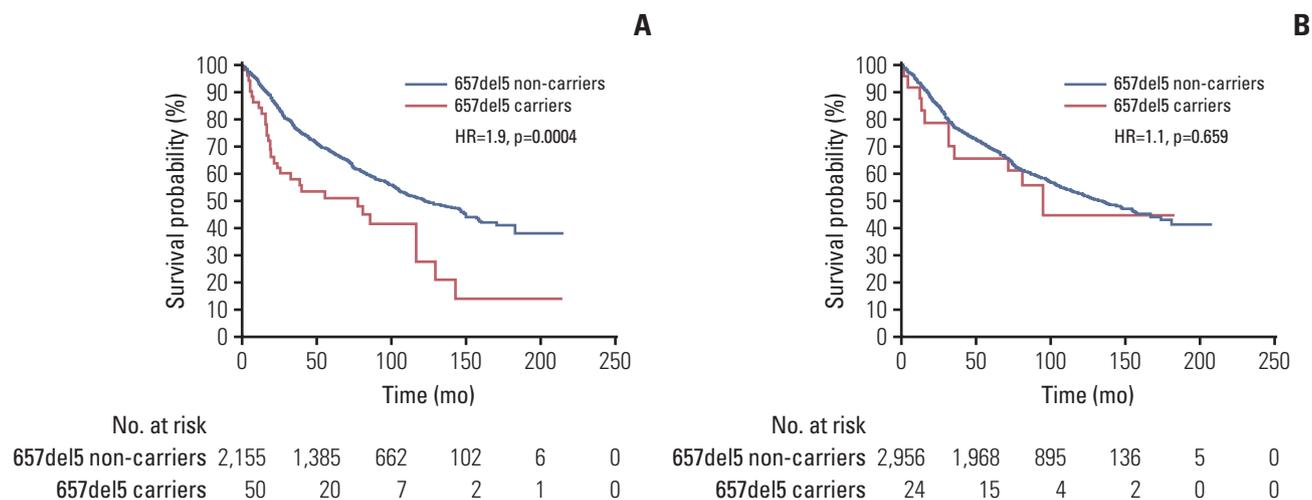 A
100
90
80
70
60
50
40
30
20
10
0
Survival probability (%)
657del5 non-carriers
657del5 carriers
HR=1.9, p=0.0004
0 50 100 150 200 250
Time (mo)
No. at risk
657del5 non-carriers 2,155 1,385 662 102 6 0
657del5 carriers 50 20 7 2 1 0
B
100
90
80
70
60
50
40
30
20
10
0
Survival probability (%)
657del5 non-carriers
657del5 carriers
HR=1.1, p=0.659
0 50 100 150 200 250
Time (mo)
No. at risk
657del5 non-carriers 2,956 1,968 895 136 5 0
657del5 carriers 24 15 4 2 0 0